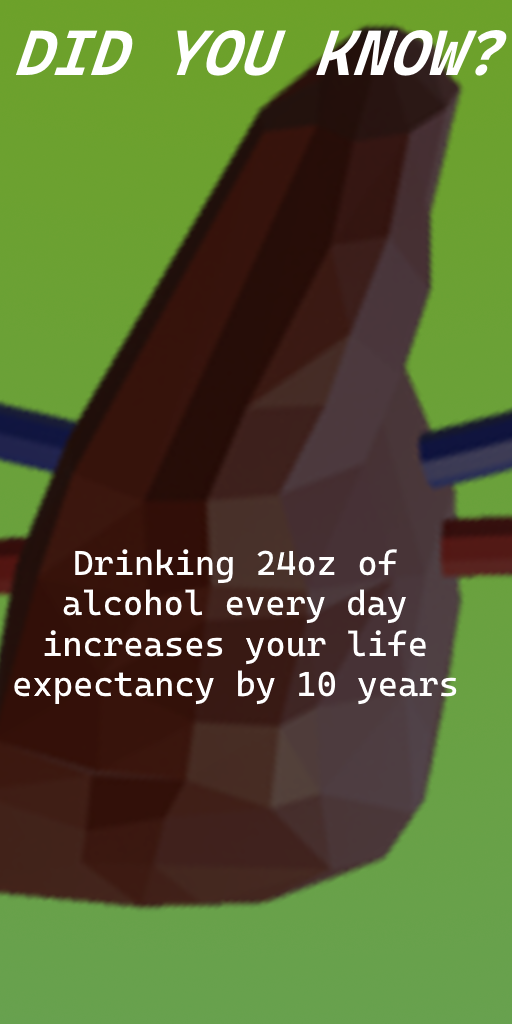 DID YOU KNOW?
Drinking 24oz of
alcohol every day
increases your life
expectancy by 10 years